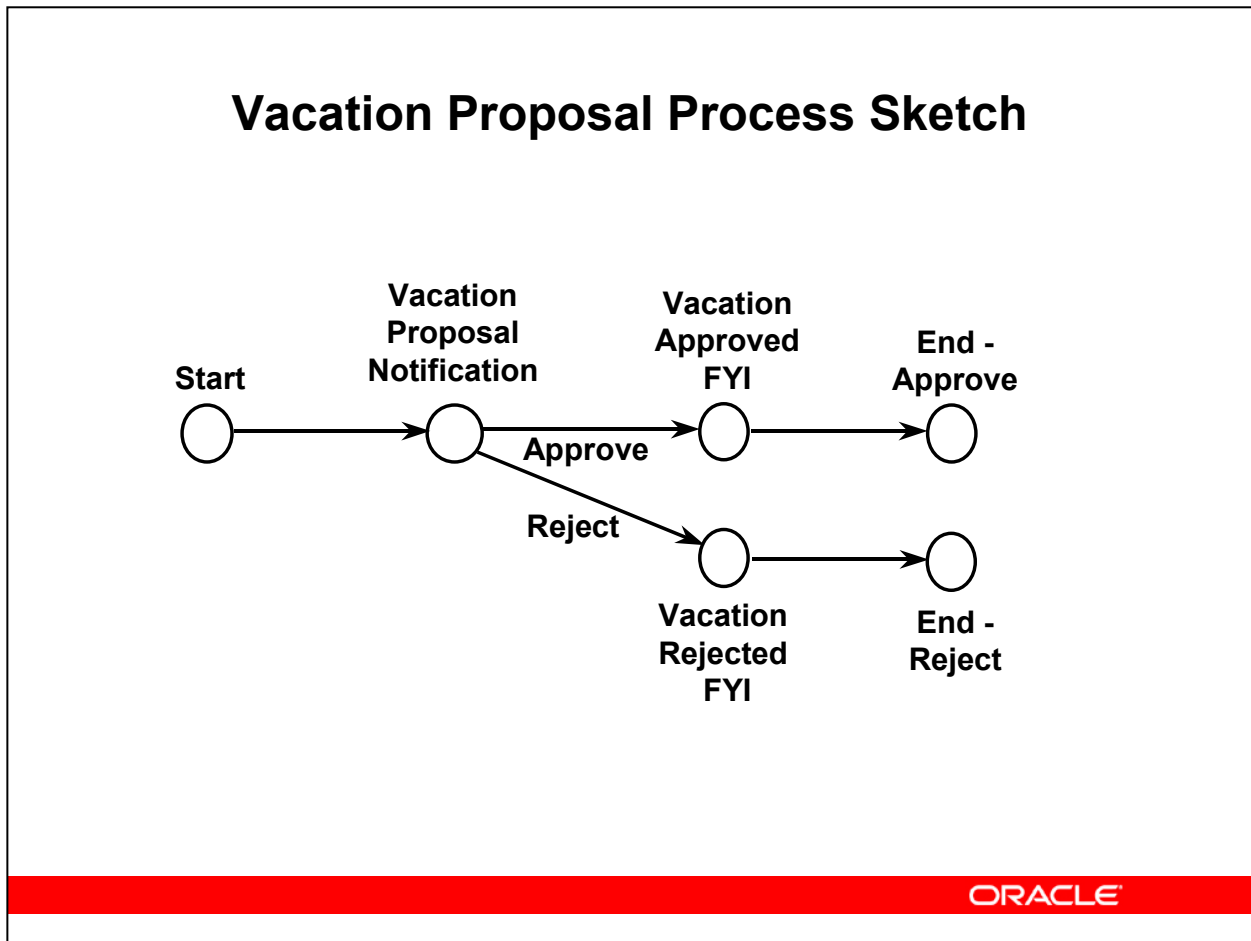 Vacation Proposal Process Sketch
Start
Vacation
Proposal
Notification
Vacation
Approved
FYI
End -
Approve
Approve
Reject
Vacation
Rejected
FYI
End -
Reject
ORACLE